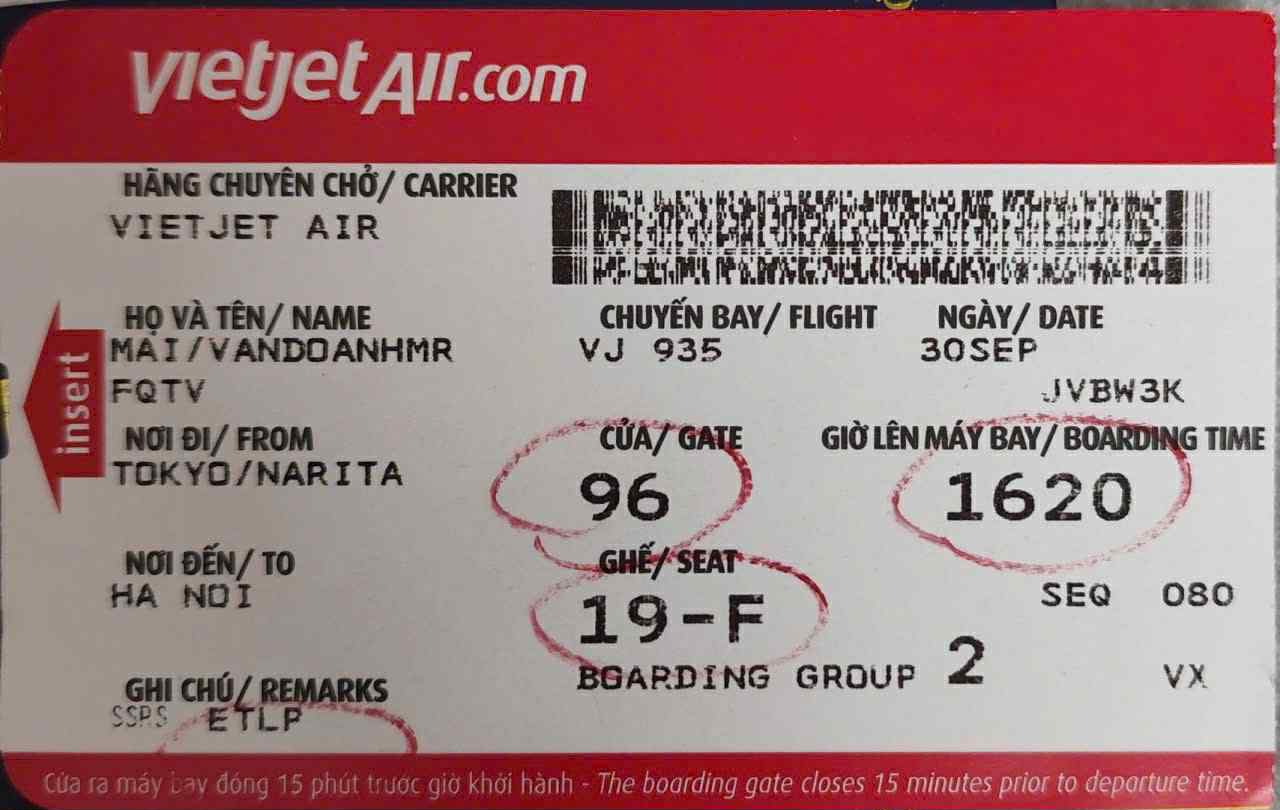 vietjetAir.com
HÃNG CHUYÊN CHỞ/ CARRIER
VIETJET AIR
HỌ VÀ TÊN/ NAME CHUYẾN BAY/ FLIGHT NGÀY/ DATE
MAI/VANDOANHMR VJ 935 30SEP
FQTV JVBW3K
insert
NƠI ĐI/ FROM CỬA/ GATE GIỜ LÊN MÁY BAY/ BOARDING TIME
TOKYO/NARITA 96 1620
NƠI ĐẾN/ TO GHẾ/ SEAT
HA NOI 19-F SEQ 080
BOARDING GROUP 2 VX
GHI CHÚ/ REMARKS
SSRS ETLP
Cửa ra máy bay đóng 15 phút trước giờ khởi hành - The boarding gate closes 15 minutes prior to departure time.